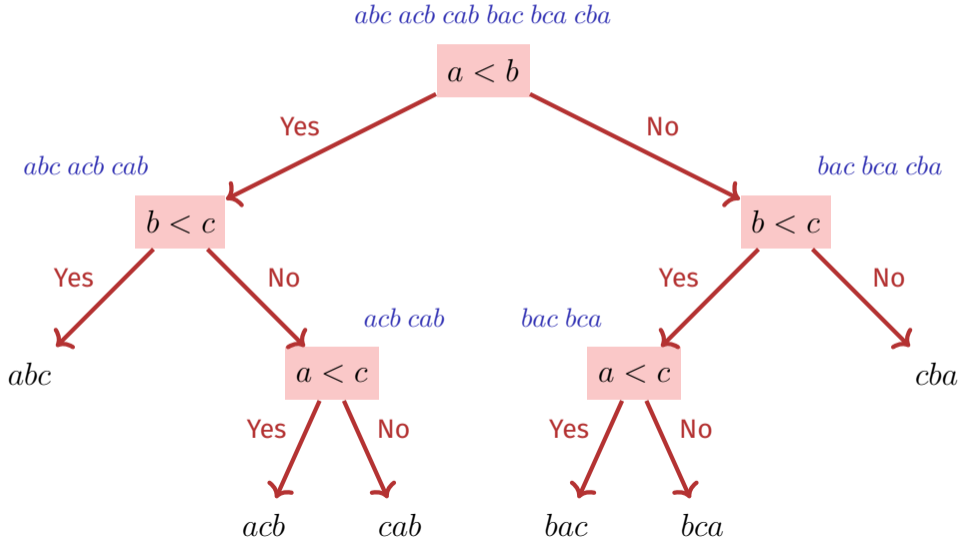 abc acb cab bac bca cba
a < b
Yes
No
abc acb cab
bac bca cba
b < c
b < c
Yes
No
Yes
No
acb cab
bac bca
abc
a < c
a < c
cba
Yes
No
Yes
No
acb
cab
bac
bca